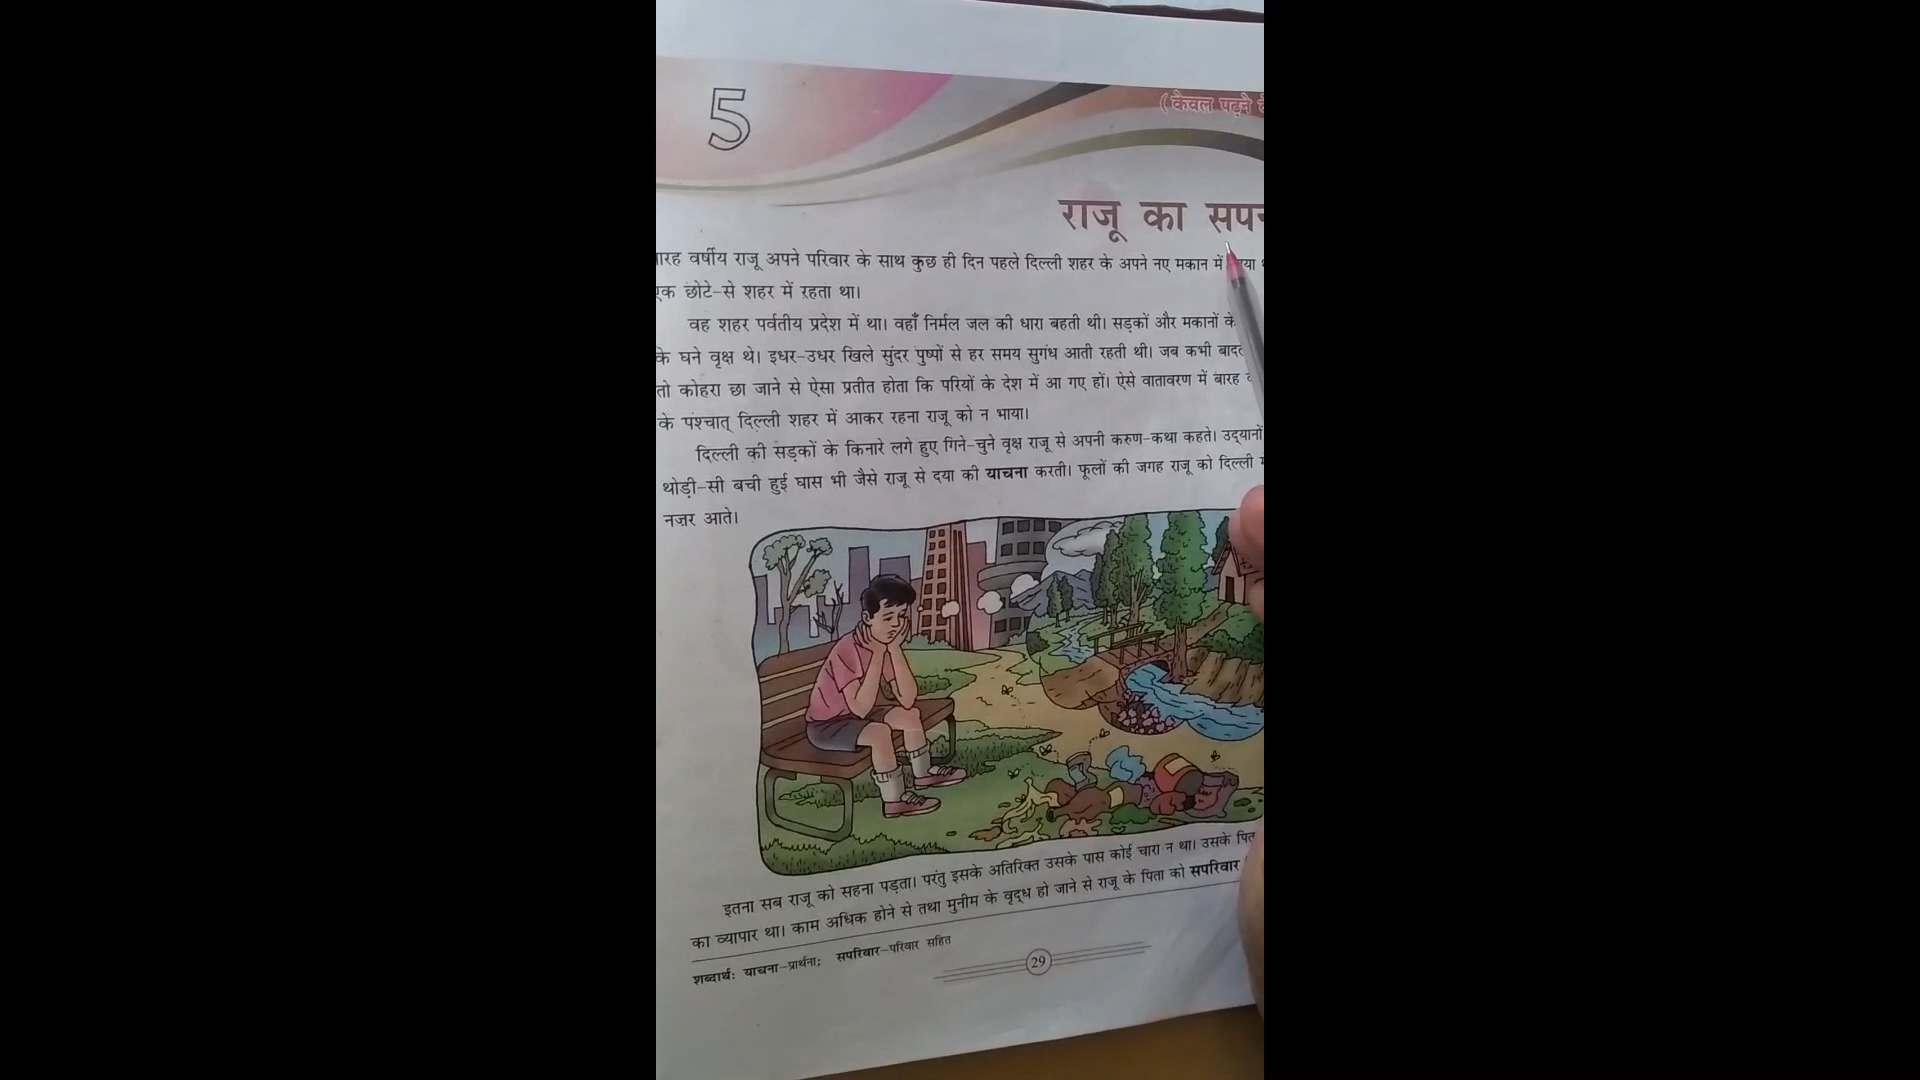 5
(केवल पढ़ने
राजू का
वर्षीय राजू अपने परिवार के साथ कुछ ही दिन पहले दिल्ली शहर के अपने नए मकान में
एक छोटे-से शहर में रहता था।
वह शहर पर्वतीय प्रदेश में था। वहाँ निर्मल जल की धारा बहती थी। सड़कों और मकानों के
के घने वृक्ष थे। इधर-उधर खिले सुंदर पुष्पों से हर समय सुगंध आती रहती थी। जब कभी
तो कोहरा छा जाने से ऐसा प्रतीत होता कि परियों के देश में आ गए हों। ऐसे वातावरण में बारह
के पश्चात् दिल्ली शहर में आकर रहना राजू को न भाया।
दिल्ली की सड़कों के किनारे लगे हुए गिने-चुने वृक्ष राजू से अपनी करुण-कथा कहते। उद्यानों
थोड़ी-सी बची हुई घास भी जैसे राजू से दया की याचना करती। फूलों की जगह राजू को दिल्ली
नज़र आते।
इतना सब राजू को सहना पड़ता। परंतु इसके अतिरिक्त उसके पास कोई चारा न था। उसके
का व्यापार था। काम अधिक होने से तथा मुनीम के वृद्ध हो जाने से राजू के पिता को सपरिवार
शब्दार्थ: याचना-प्रार्थना; सपरिवार-परिवार सहित
29